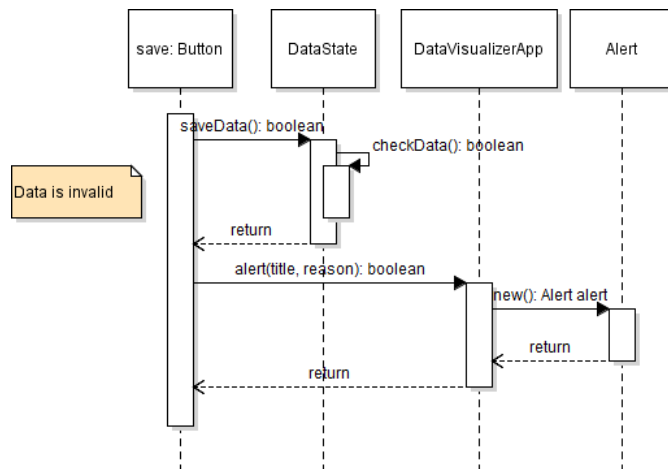 save: Button
DataState
DataVisualizerApp
Alert
saveData(): boolean
checkData(): boolean
Data is invalid
return
alert(title, reason): boolean
new(): Alert alert
return
return